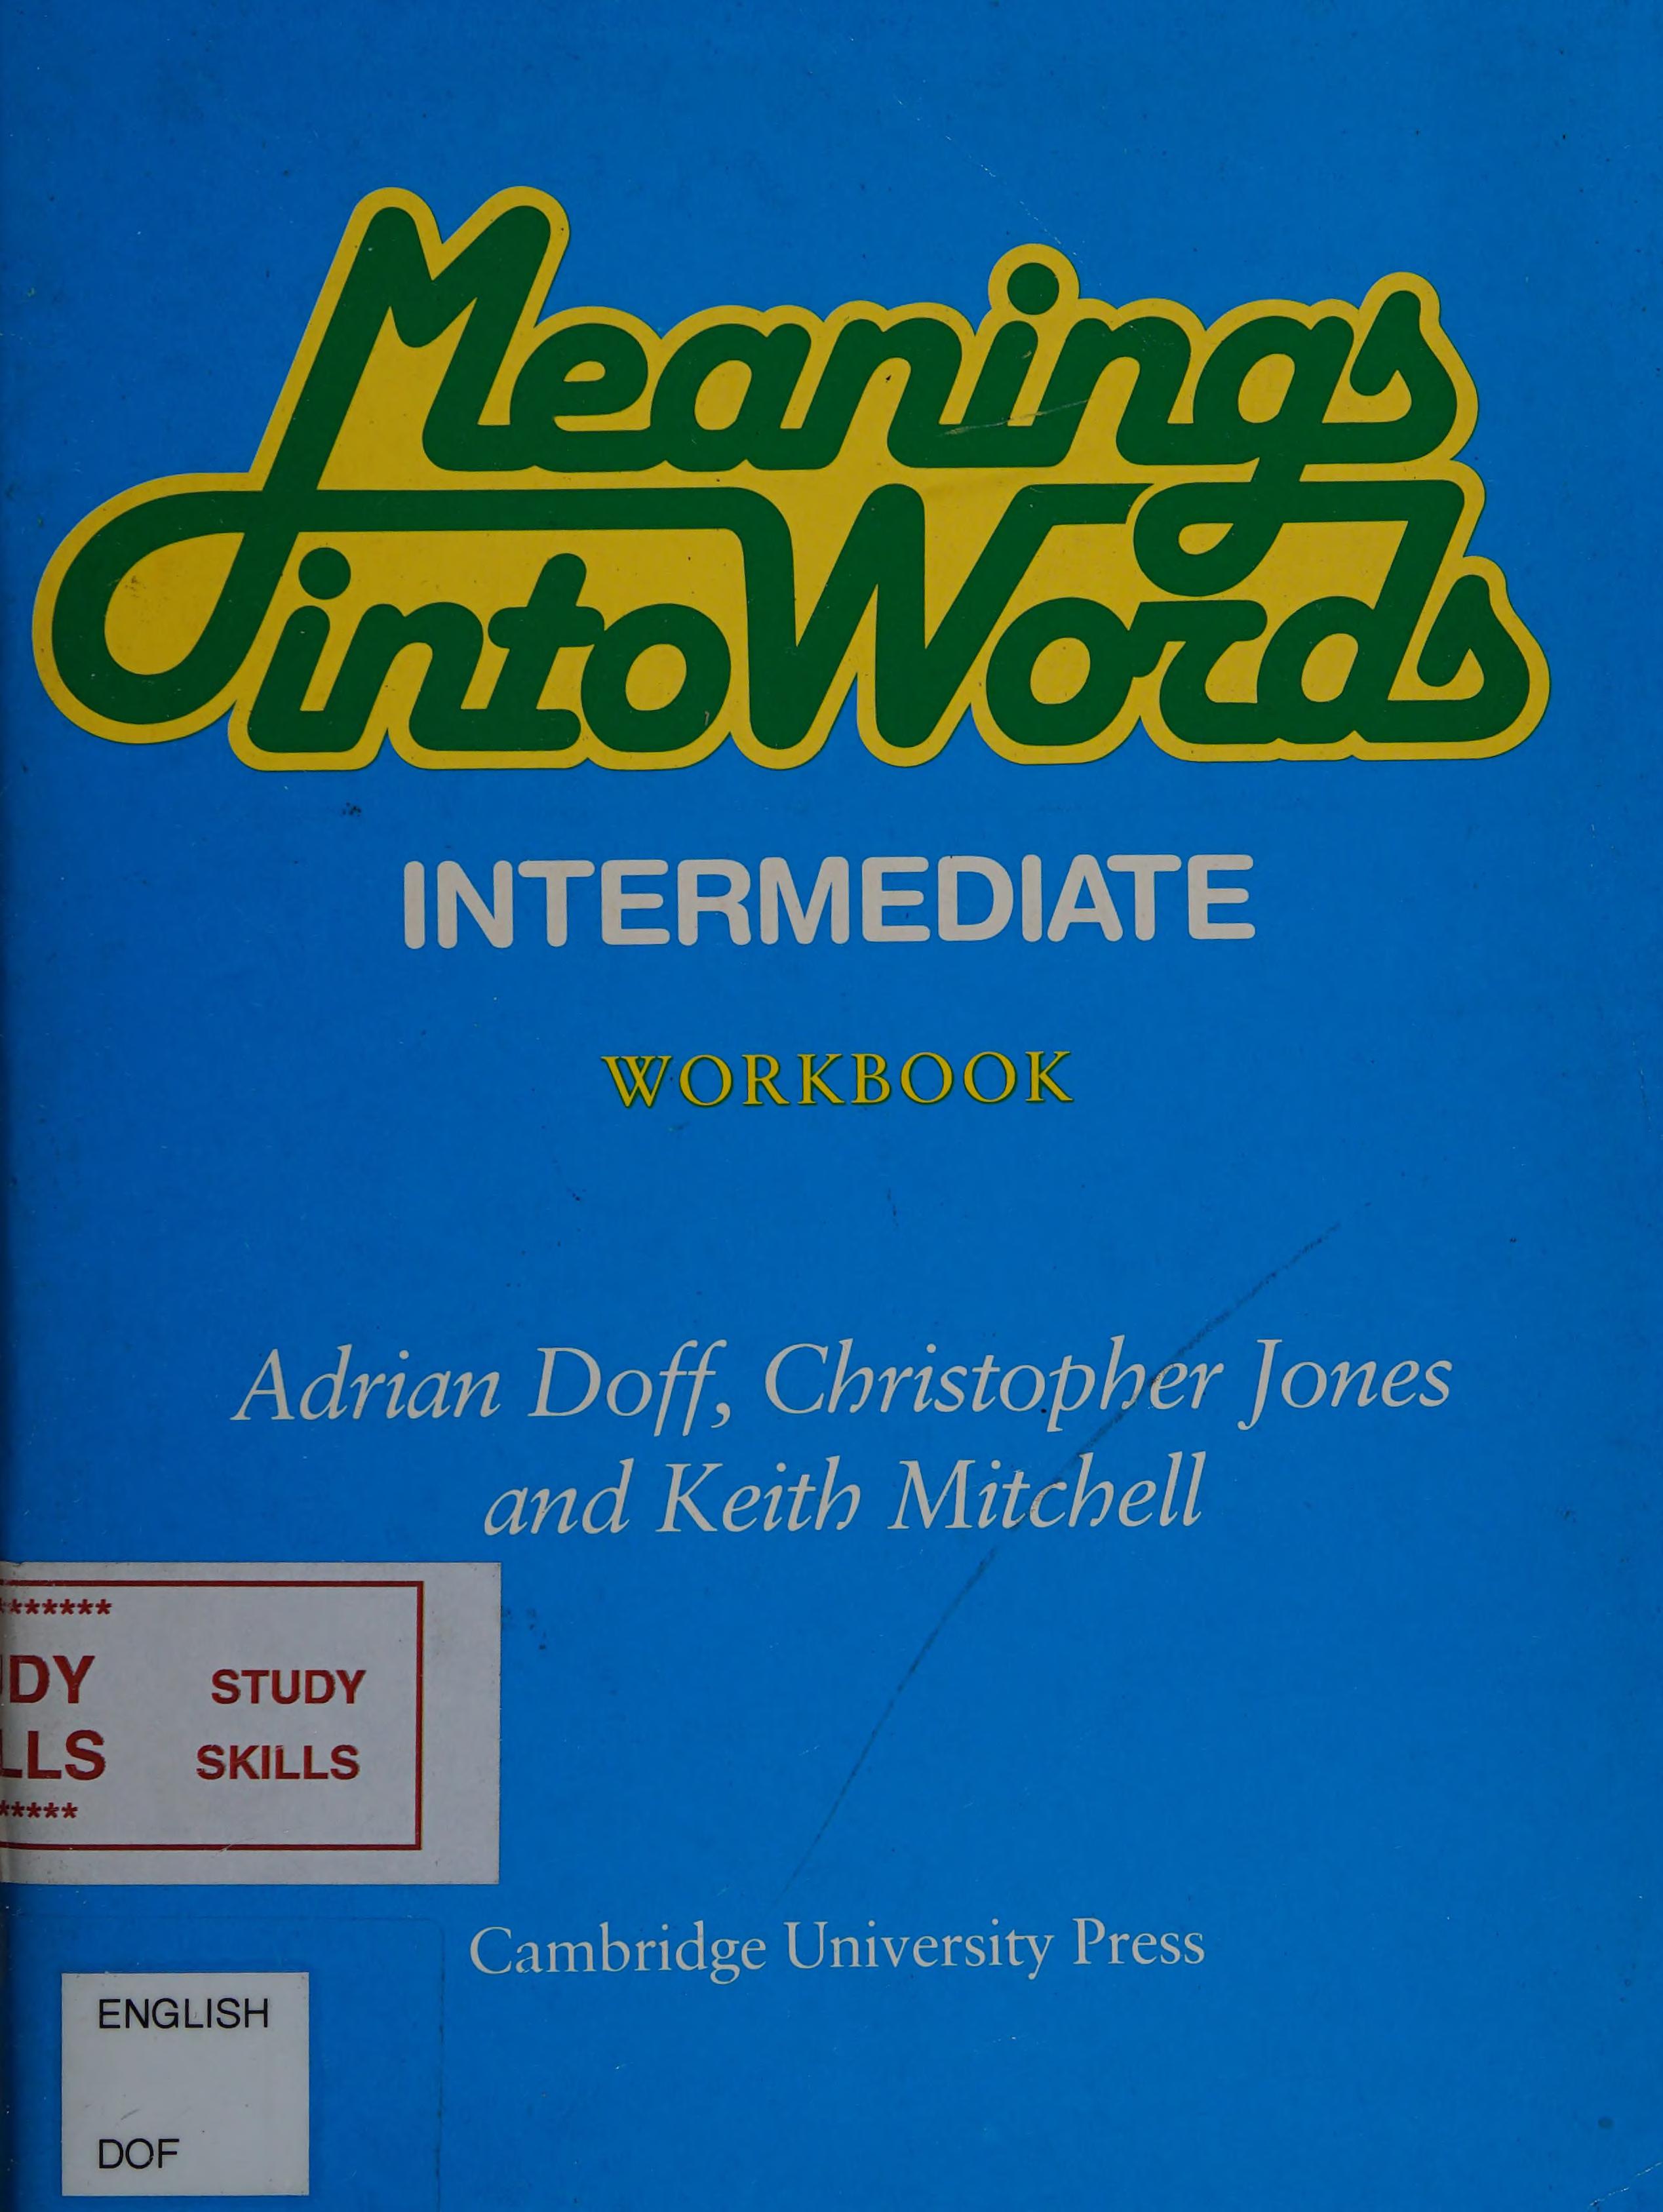 Meanings
into Words
INTERMEDIATE
WORKBOOK
Adrian Doff, Christopher Jones
and Keith Mitchell
*******
DY STUDY
LLS SKILLS
*****
Cambridge University Press
ENGLISH
DOF